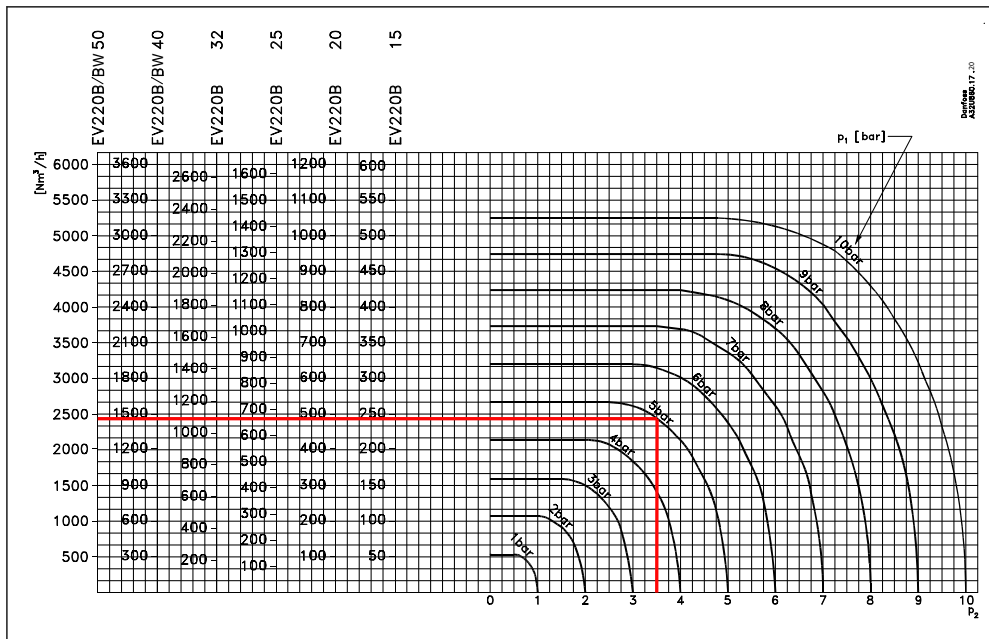 EV220B/BW 50
EV220B/BW 40
EV220B 32
EV220B 25
EV220B 20
EV220B 15
Danfoss
A32U880.17.20
p₁ [bar]
[Nm³/h]
6000 3600 2600 1600 1200 600
5500 3300 2400 1500 1100 550
5000 3000 2200 1400 1000 500
4500 2700 2000 1300 900 450
4000 2400 1800 1200 800 400
3500 2100 1600 1100 700 350
3000 1800 1400 1000 600 300
2500 1500 1200 900 500 250
2000 1200 1000 800 400 200
1500 900 800 700 300 150
1000 600 600 600 200 100
500 300 400 500 100 50
200 400
300
200
100
10bar
9bar
8bar
7bar
6bar
5bar
4bar
3bar
2bar
1bar
0 1 2 3 4 5 6 7 8 9 10
p₂